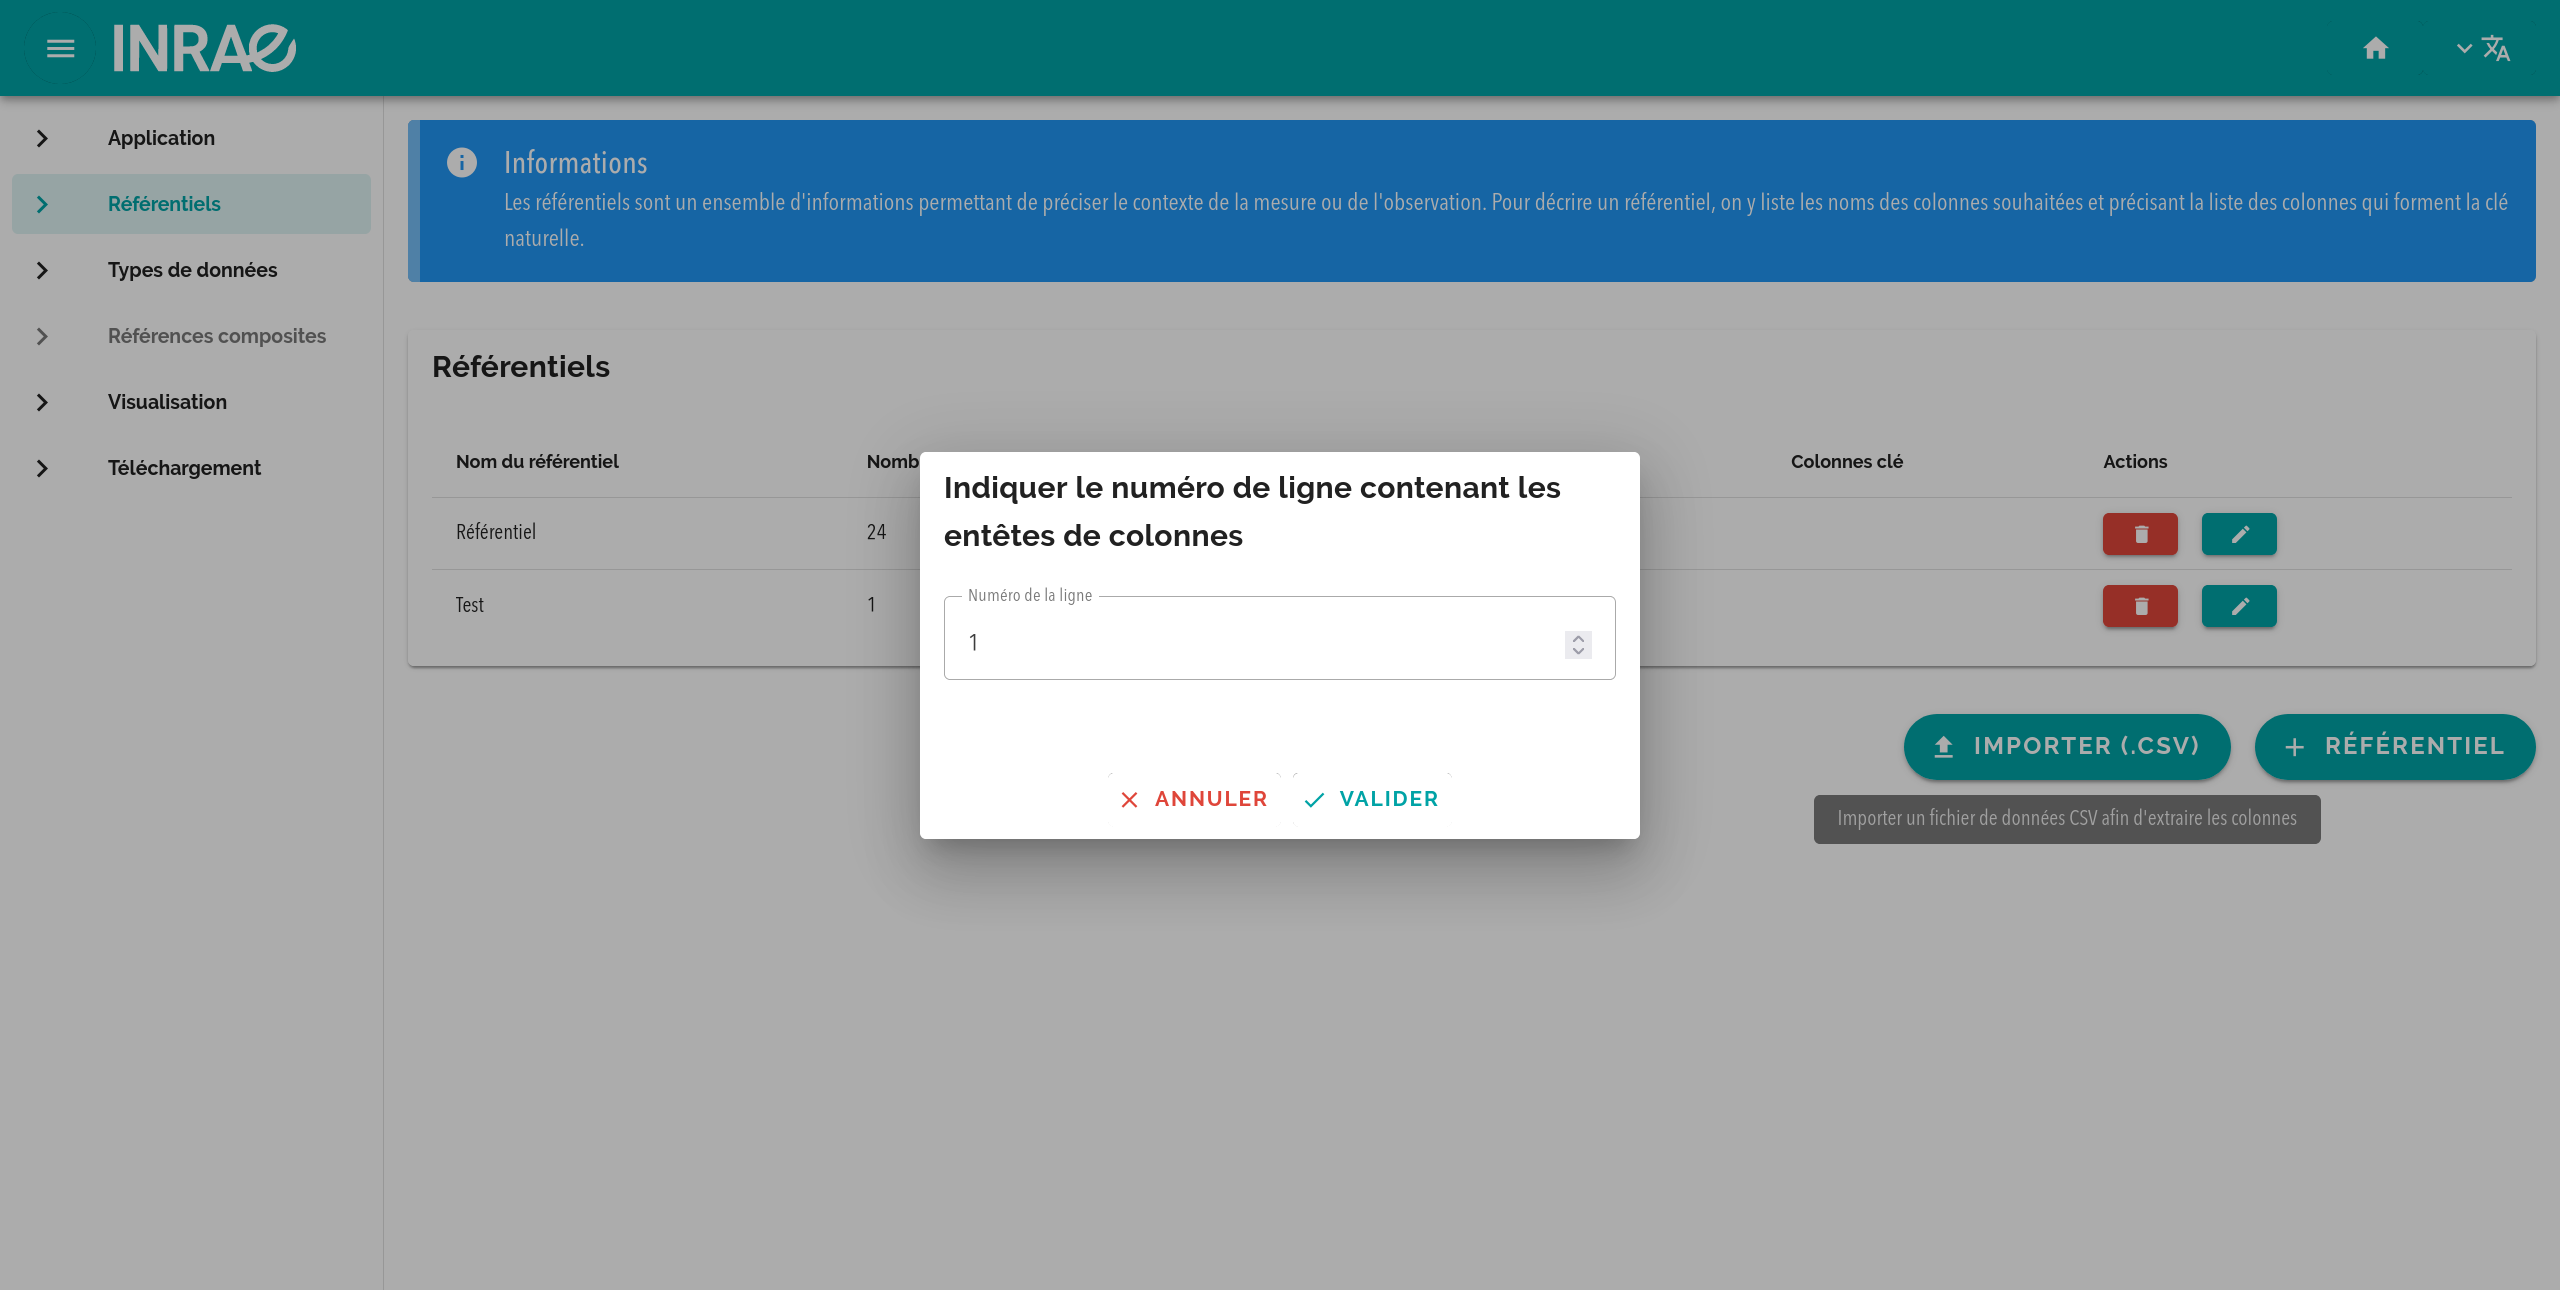 INRAE
Application
Référentiels
Types de données
Références composites
Visualisation
Téléchargement
Informations
Les référentiels sont un ensemble d'informations permettant de préciser le contexte de la mesure ou de l'observation. Pour décrire un référentiel, on y liste les noms des colonnes souhaitées et précisant la liste des colonnes qui forment la clé
naturelle.
Référentiels
Nom du référentiel Colonnes clé Actions
Référentiel 24
Test 1
Indiquer le numéro de ligne contenant les
entêtes de colonnes
Numéro de la ligne
1
ANNULER VALIDER
IMPORTER (.CSV) RÉFÉRENTIEL
Importer un fichier de données CSV afin d'extraire les colonnes